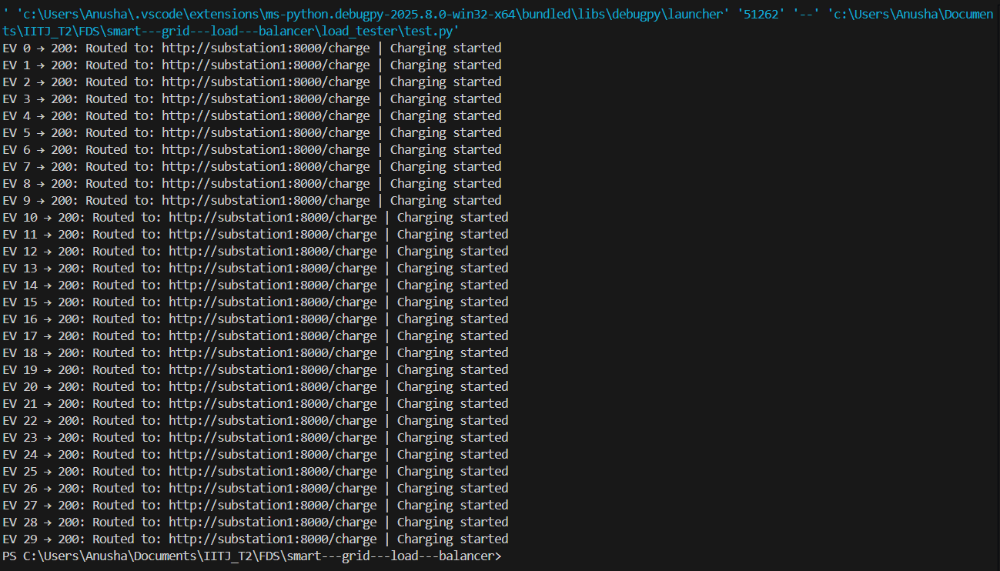 ' 'c:\Users\Anusha\.vscode\extensions\ms-python.debugpy-2025.8.0-win32-x64\bundled\libs\debugpy\launcher' '51262' '--' 'c:\Users\Anusha\Documen
ts\IITJ_T2\FDS\smart---grid---load---balancer\load_tester\test.py'
EV 0 → 200: Routed to: http://substation1:8000/charge | Charging started
EV 1 → 200: Routed to: http://substation1:8000/charge | Charging started
EV 2 → 200: Routed to: http://substation1:8000/charge | Charging started
EV 3 → 200: Routed to: http://substation1:8000/charge | Charging started
EV 4 → 200: Routed to: http://substation1:8000/charge | Charging started
EV 5 → 200: Routed to: http://substation1:8000/charge | Charging started
EV 6 → 200: Routed to: http://substation1:8000/charge | Charging started
EV 7 → 200: Routed to: http://substation1:8000/charge | Charging started
EV 8 → 200: Routed to: http://substation1:8000/charge | Charging started
EV 9 → 200: Routed to: http://substation1:8000/charge | Charging started
EV 10 → 200: Routed to: http://substation1:8000/charge | Charging started
EV 11 → 200: Routed to: http://substation1:8000/charge | Charging started
EV 12 → 200: Routed to: http://substation1:8000/charge | Charging started
EV 13 → 200: Routed to: http://substation1:8000/charge | Charging started
EV 14 → 200: Routed to: http://substation1:8000/charge | Charging started
EV 15 → 200: Routed to: http://substation1:8000/charge | Charging started
EV 16 → 200: Routed to: http://substation1:8000/charge | Charging started
EV 17 → 200: Routed to: http://substation1:8000/charge | Charging started
EV 18 → 200: Routed to: http://substation1:8000/charge | Charging started
EV 19 → 200: Routed to: http://substation1:8000/charge | Charging started
EV 20 → 200: Routed to: http://substation1:8000/charge | Charging started
EV 21 → 200: Routed to: http://substation1:8000/charge | Charging started
EV 22 → 200: Routed to: http://substation1:8000/charge | Charging started
EV 23 → 200: Routed to: http://substation1:8000/charge | Charging started
EV 24 → 200: Routed to: http://substation1:8000/charge | Charging started
EV 25 → 200: Routed to: http://substation1:8000/charge | Charging started
EV 26 → 200: Routed to: http://substation1:8000/charge | Charging started
EV 27 → 200: Routed to: http://substation1:8000/charge | Charging started
EV 28 → 200: Routed to: http://substation1:8000/charge | Charging started
EV 29 → 200: Routed to: http://substation1:8000/charge | Charging started
PS C:\Users\Anusha\Documents\IITJ_T2\FDS\smart---grid---load---balancer>